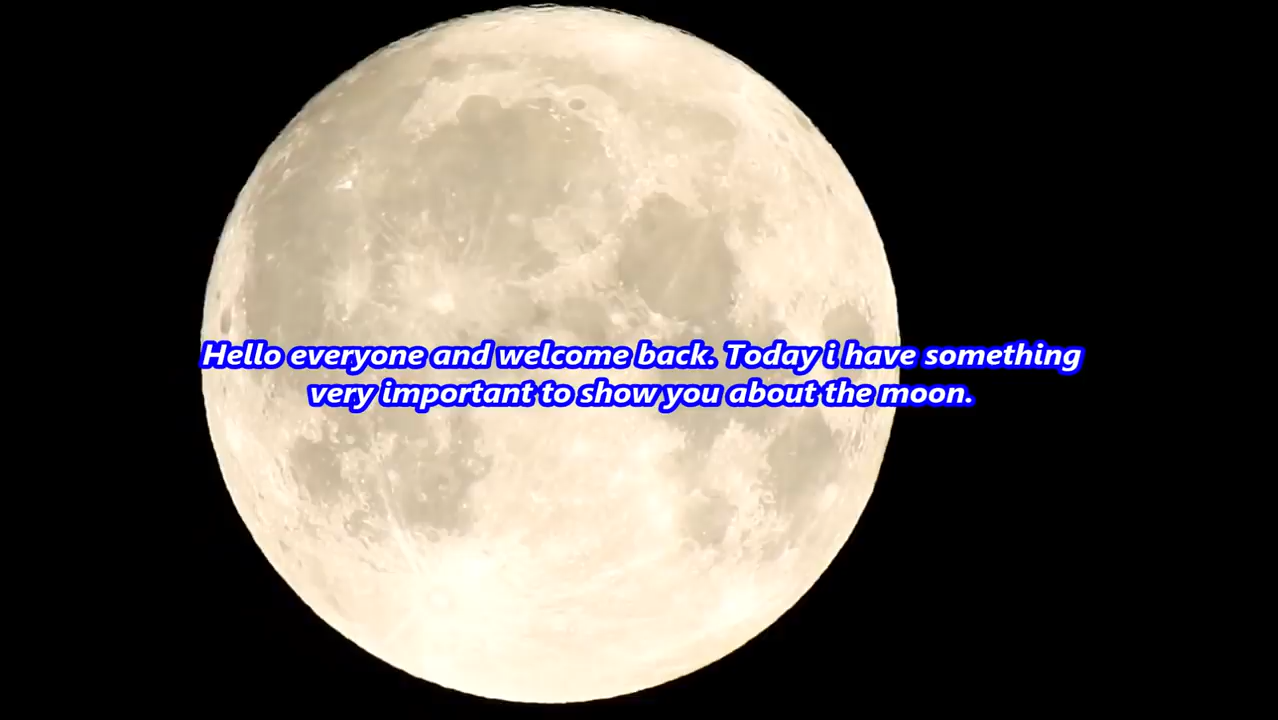 Hello everyone and welcome back. Today i have something
very important to show you about the moon.